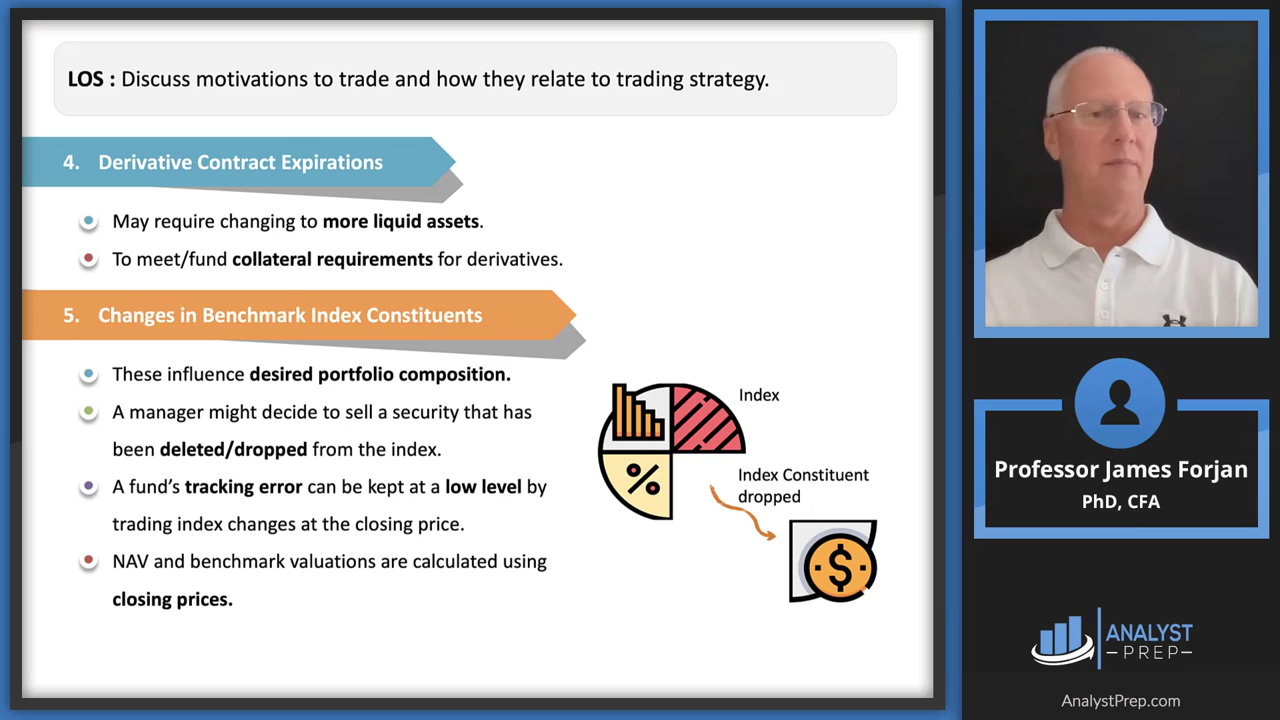 LOS : Discuss motivations to trade and how they relate to trading strategy.
4. Derivative Contract Expirations
May require changing to more liquid assets.
To meet/fund collateral requirements for derivatives.
5. Changes in Benchmark Index Constituents
These influence desired portfolio composition.
A manager might decide to sell a security that has
been deleted/dropped from the index.
A fund’s tracking error can be kept at a low level by
trading index changes at the closing price.
NAV and benchmark valuations are calculated using
closing prices.
Index
Index Constituent
dropped
%
$
Professor James Forjan
PhD, CFA
ANALYST
–PREP–
AnalystPrep.com